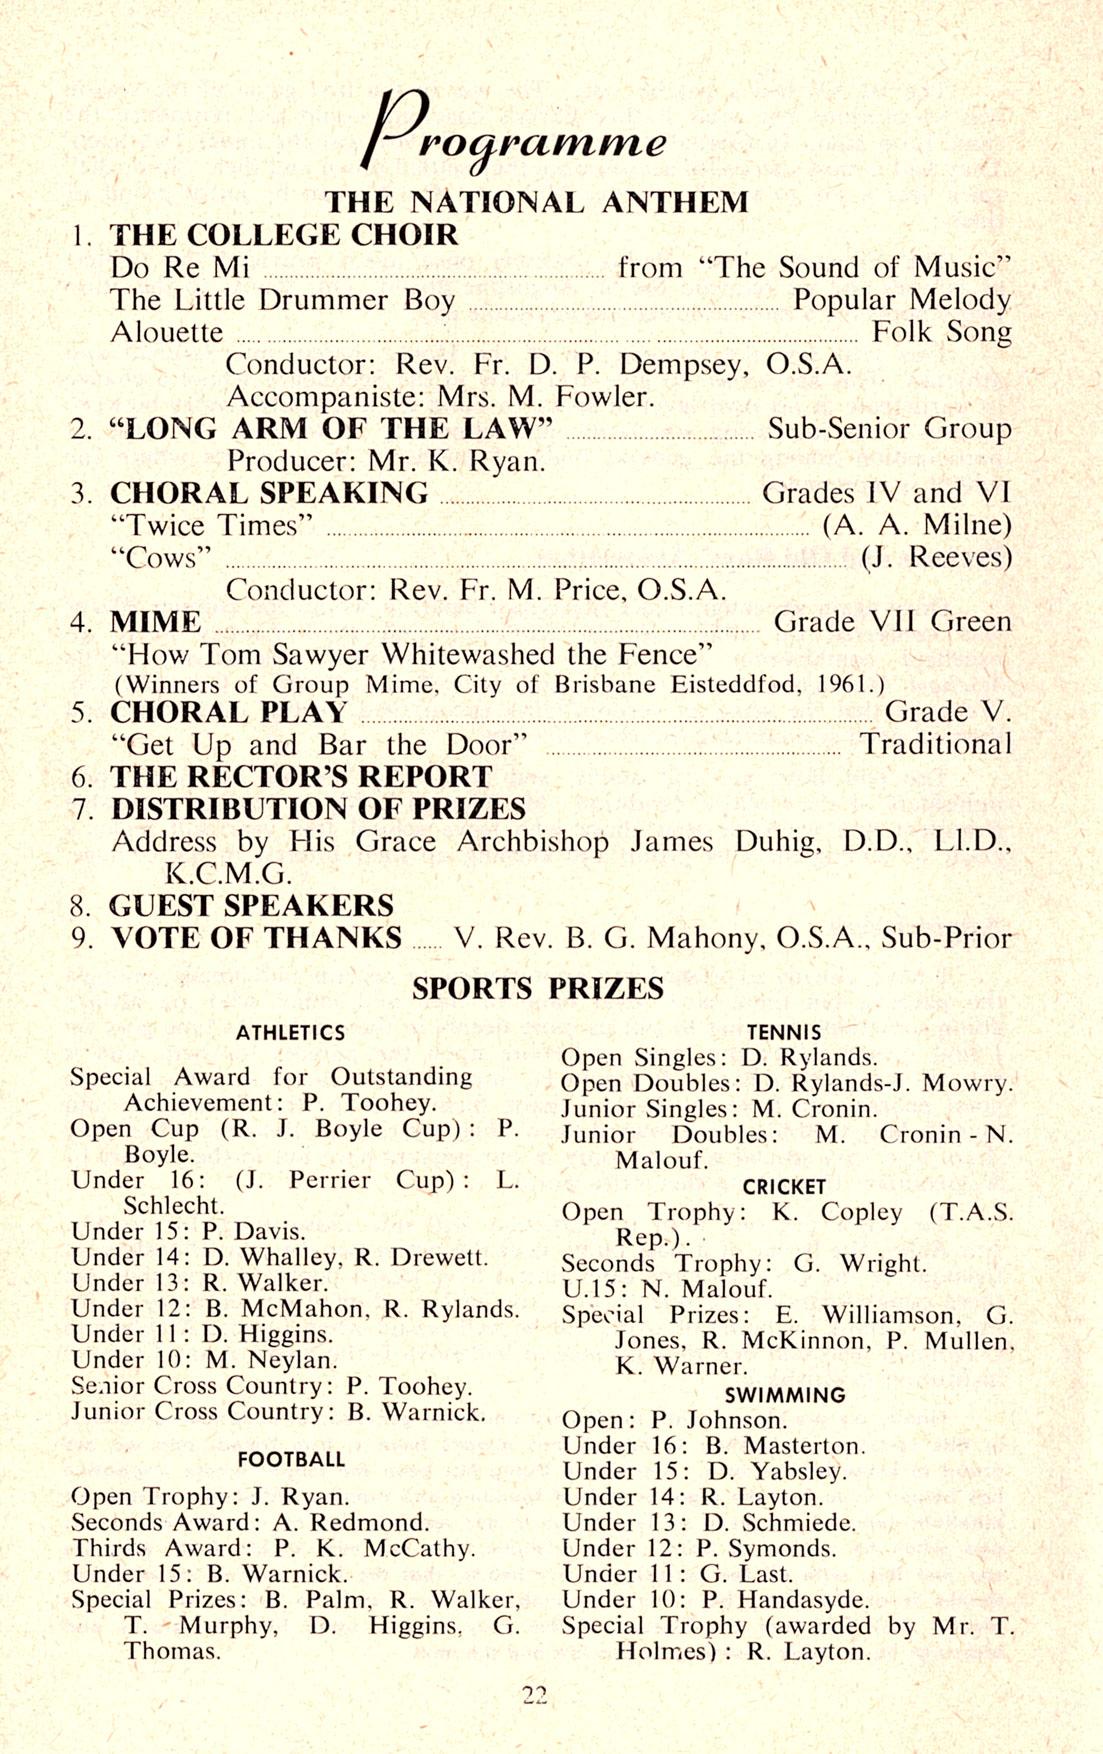 Programme
THE NATIONAL ANTHEM
1. THE COLLEGE CHOIR
Do Re Mi ........ from “The Sound of Music”
The Little Drummer Boy ........ Popular Melody
Alouette ........ Folk Song
Conductor: Rev. Fr. D. P. Dempsey, O.S.A.
Accompaniste: Mrs. M. Fowler.
2. “LONG ARM OF THE LAW” ........ Sub-Senior Group
Producer: Mr. K. Ryan.
3. CHORAL SPEAKING ........ Grades IV and VI
“Twice Times” ........ (A. A. Milne)
“Cows” ........ (J. Reeves)
Conductor: Rev. Fr. M. Price, O.S.A.
4. MIME ........ Grade VII Green
“How Tom Sawyer Whitewashed the Fence”
(Winners of Group Mime, City of Brisbane Eisteddfod, 1961.)
5. CHORAL PLAY ........ Grade V.
“Get Up and Bar the Door” ........ Traditional
6. THE RECTOR’S REPORT
7. DISTRIBUTION OF PRIZES
Address by His Grace Archbishop James Duhig, D.D., Ll.D.,
K.C.M.G.
8. GUEST SPEAKERS
9. VOTE OF THANKS ...... V. Rev. B. G. Mahony, O.S.A., Sub-Prior
SPORTS PRIZES
ATHLETICS
Special Award for Outstanding
Achievement: P. Toohey.
Open Cup (R. J. Boyle Cup): P.
Boyle.
Under 16: (J. Perrier Cup): L.
Schlecht.
Under 15: P. Davis.
Under 14: D. Whalley, R. Drewett.
Under 13: R. Walker.
Under 12: B. McMahon, R. Rylands.
Under 11: D. Higgins.
Under 10: M. Neylan.
Senior Cross Country: P. Toohey.
Junior Cross Country: B. Warnick.
FOOTBALL
Open Trophy: J. Ryan.
Seconds Award: A. Redmond.
Thirds Award: P. K. McCathy.
Under 15: B. Warnick.
Special Prizes: B. Palm, R. Walker,
T. Murphy, D. Higgins, G.
Thomas.
TENNIS
Open Singles: D. Rylands.
Open Doubles: D. Rylands-J. Mowry.
Junior Singles: M. Cronin.
Junior Doubles: M. Cronin - N.
Malouf.
CRICKET
Open Trophy: K. Copley (T.A.S.
Rep.).
Seconds Trophy: G. Wright.
U.15: N. Malouf.
Special Prizes: E. Williamson, G.
Jones, R. McKinnon, P. Mullen,
K. Warner.
SWIMMING
Open: P. Johnson.
Under 16: B. Masterton.
Under 15: D. Yabsley.
Under 14: R. Layton.
Under 13: D. Schmiede.
Under 12: P. Symonds.
Under 11: G. Last.
Under 10: P. Handasyde.
Special Trophy (awarded by Mr. T.
Holmes): R. Layton.
22